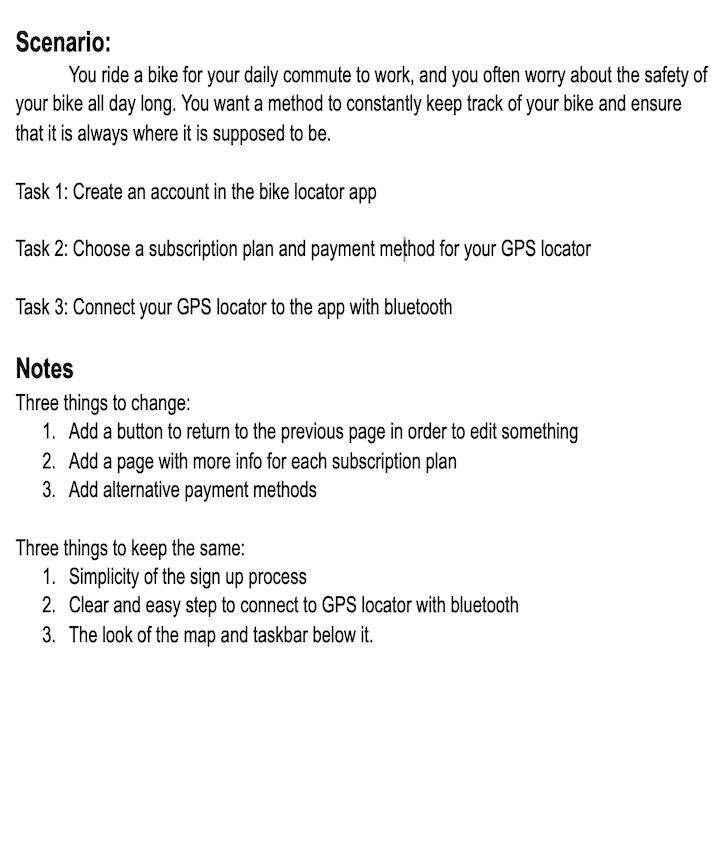 Scenario:
You ride a bike for your daily commute to work, and you often worry about the safety of
your bike all day long. You want a method to constantly keep track of your bike and ensure
that it is always where it is supposed to be.
Task 1: Create an account in the bike locator app
Task 2: Choose a subscription plan and payment method for your GPS locator
Task 3: Connect your GPS locator to the app with bluetooth
Notes
Three things to change:
1. Add a button to return to the previous page in order to edit something
2. Add a page with more info for each subscription plan
3. Add alternative payment methods
Three things to keep the same:
1. Simplicity of the sign up process
2. Clear and easy step to connect to GPS locator with bluetooth
3. The look of the map and taskbar below it.